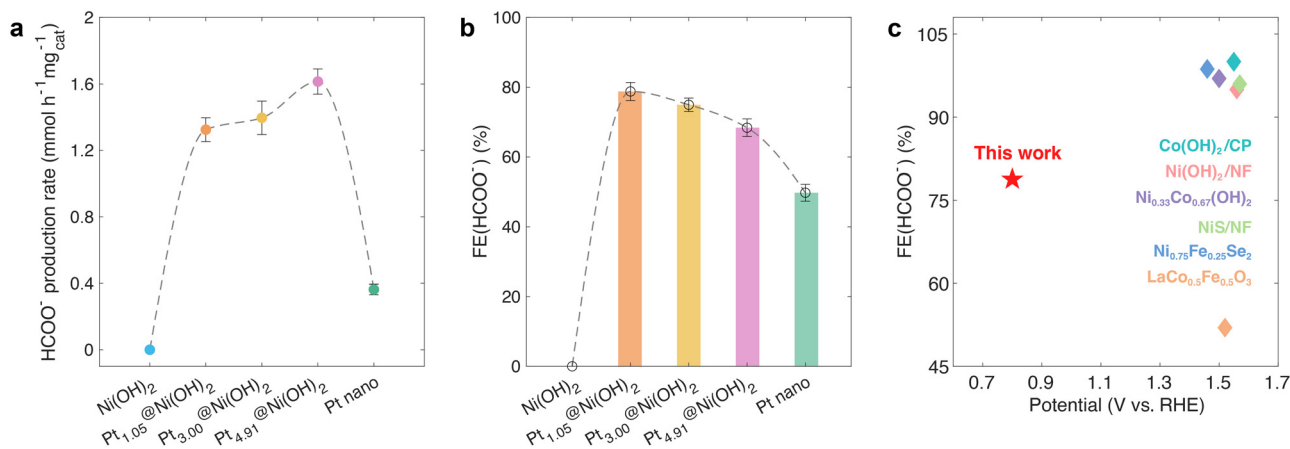 a
HCOO⁻ production rate (mmol h⁻¹mg⁻¹cat)
2
1.6
1.2
0.8
0.4
0
Ni(OH)₂
Pt₁.₀₅@Ni(OH)₂
Pt₃.₀₀@Ni(OH)₂
Pt₄.₉₁@Ni(OH)₂
Pt nano
b
FE(HCOO⁻) (%)
100
80
60
40
20
0
Ni(OH)₂
Pt₁.₀₅@Ni(OH)₂
Pt₃.₀₀@Ni(OH)₂
Pt₄.₉₁@Ni(OH)₂
Pt nano
c
FE(HCOO⁻) (%)
105
90
75
60
45
This work
Co(OH)₂/CP
Ni(OH)₂/NF
Ni₀.₃₃Co₀.₆₇(OH)₂
NiS/NF
Ni₀.₇₅Fe₀.₂₅Se₂
LaCo₀.₅Fe₀.₅O₃
0.7 0.9 1.1 1.3 1.5 1.7
Potential (V vs. RHE)